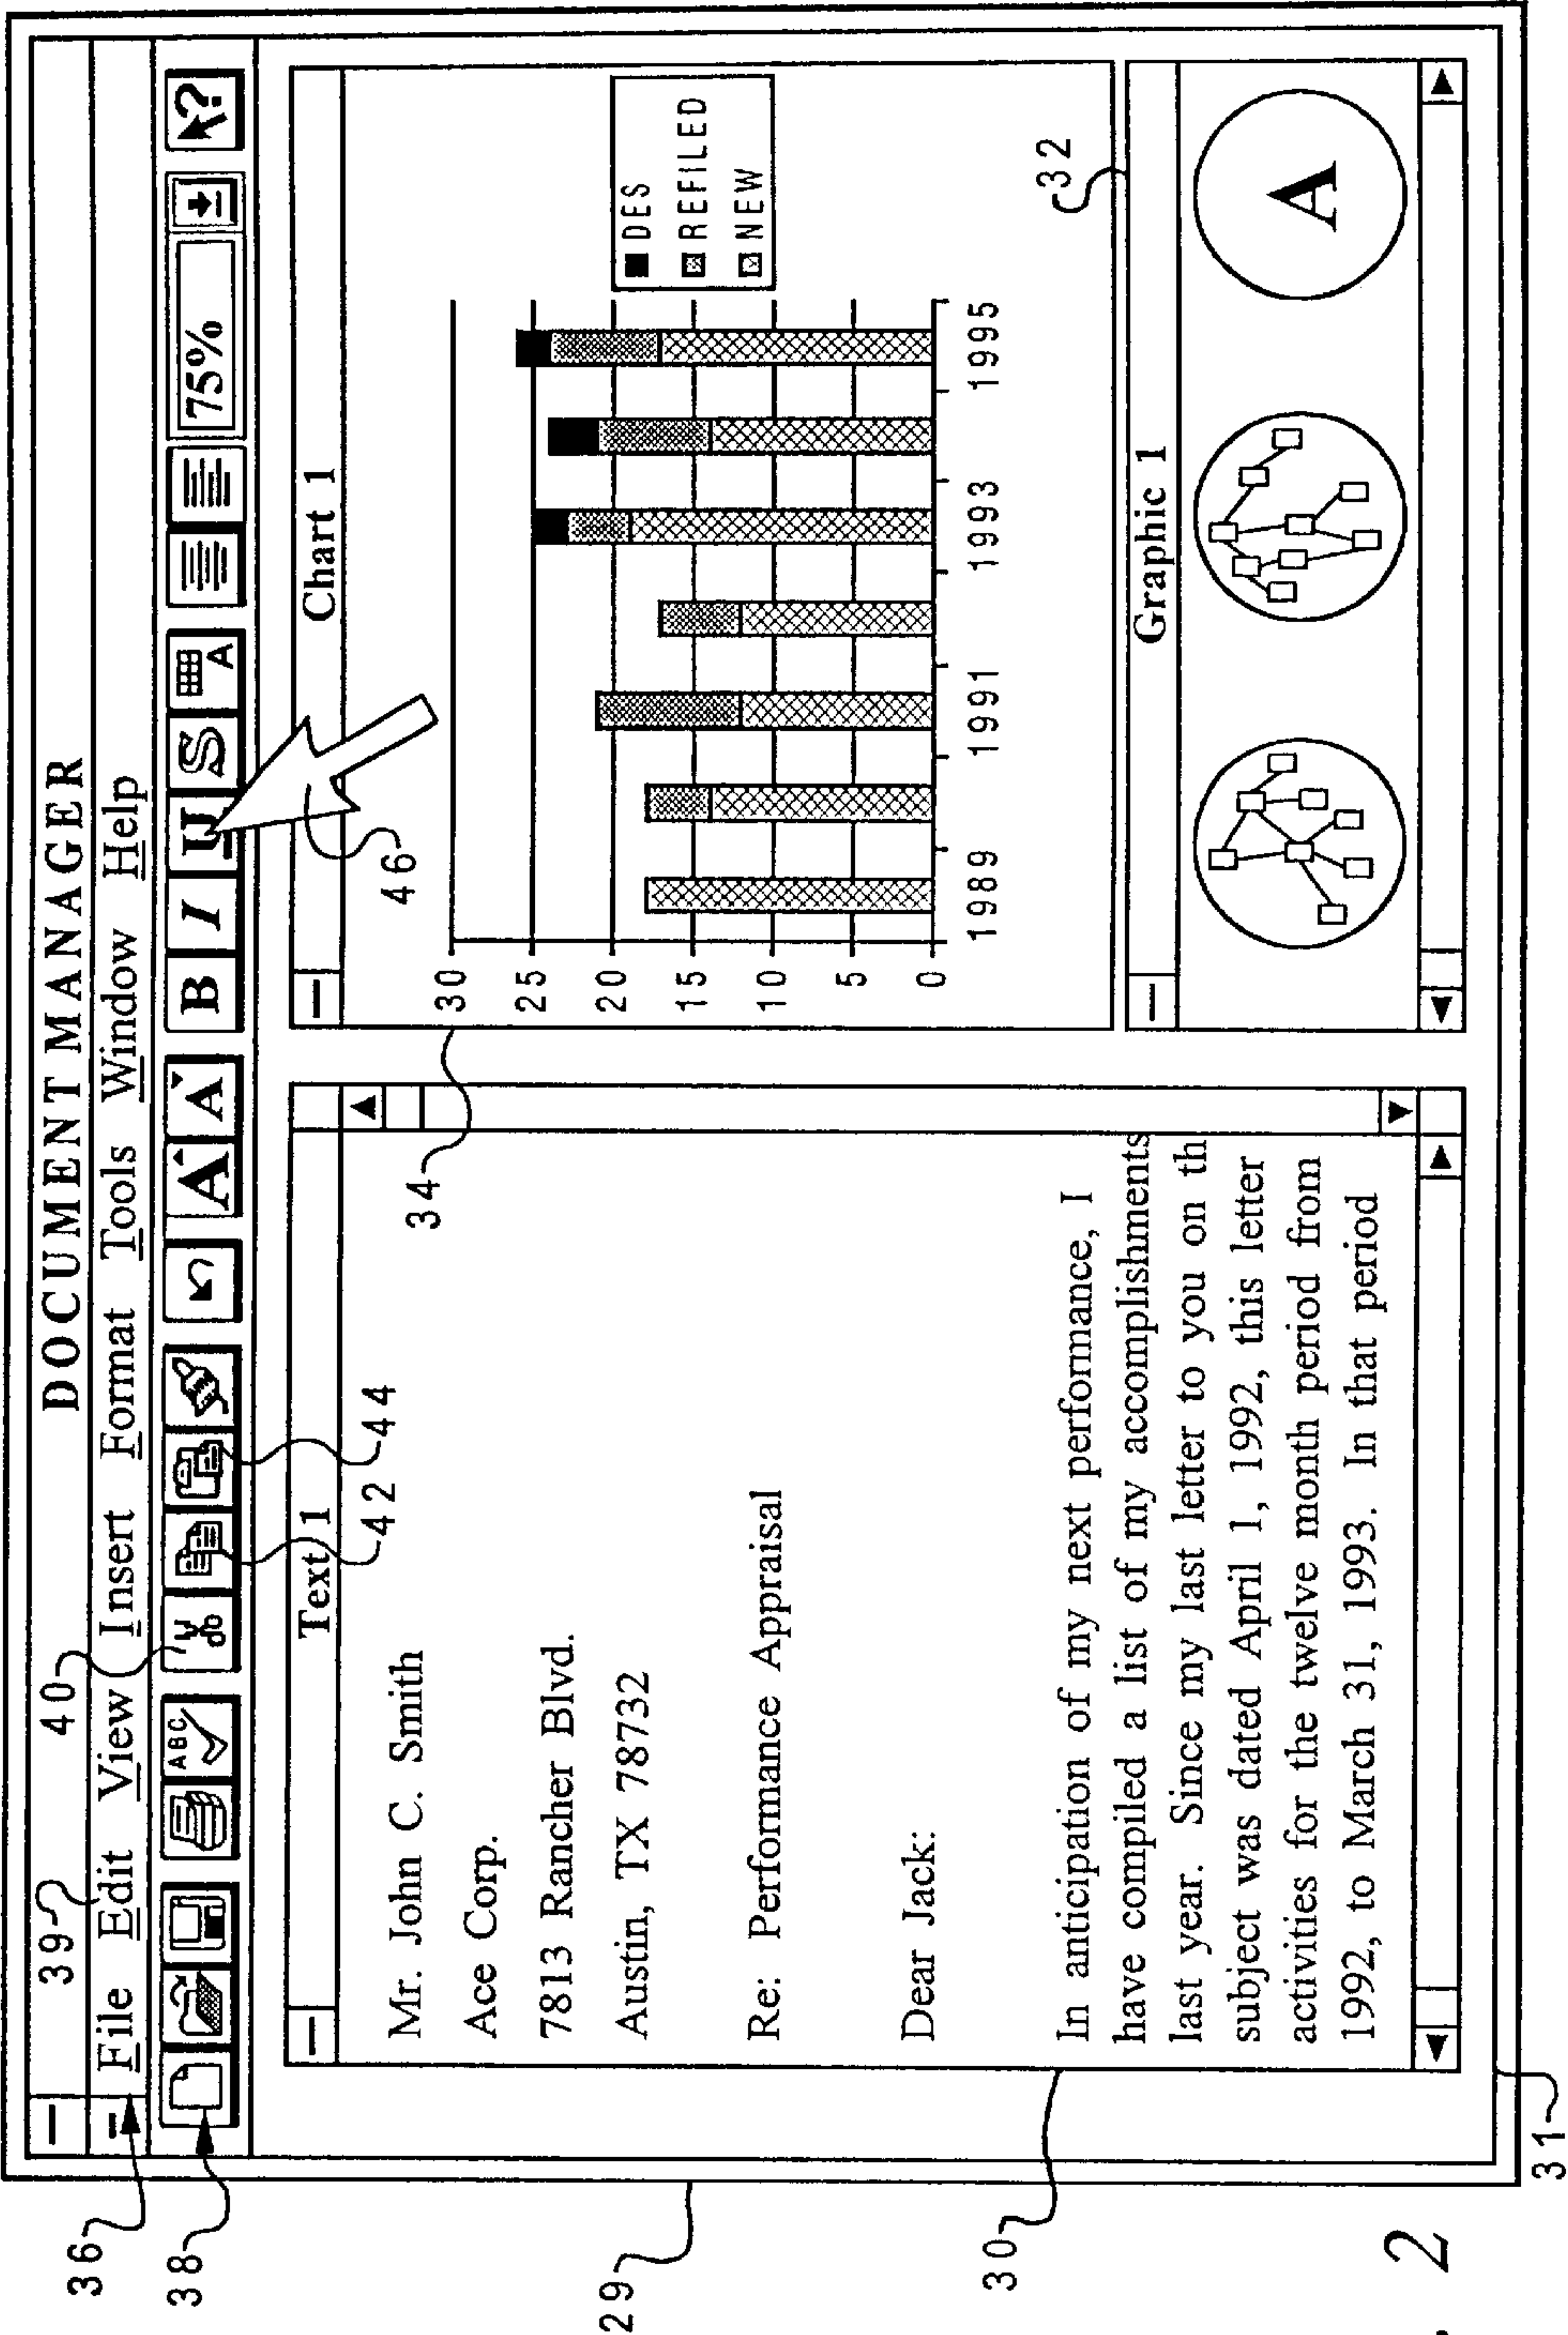 39
40
DOCUMENT MANAGER
36
File Edit View Insert Format Tools Window Help
38
ABC
A A
B I U S
A
75%
?
Text 1
42
44
Mr. John C. Smith
Ace Corp.
7813 Rancher Blvd.
Austin, TX 78732
Re: Performance Appraisal
Dear Jack:
In anticipation of my next performance, I
have compiled a list of my accomplishments
last year. Since my last letter to you on th
subject was dated April 1, 1992, this letter
activities for the twelve month period from
1992, to March 31, 1993. In that period
34
Chart 1
46
30
25
20
15
10
5
0
1989 1991 1993 1995
DES
REFILED
NEW
32
Graphic 1
A
29
30
31
2